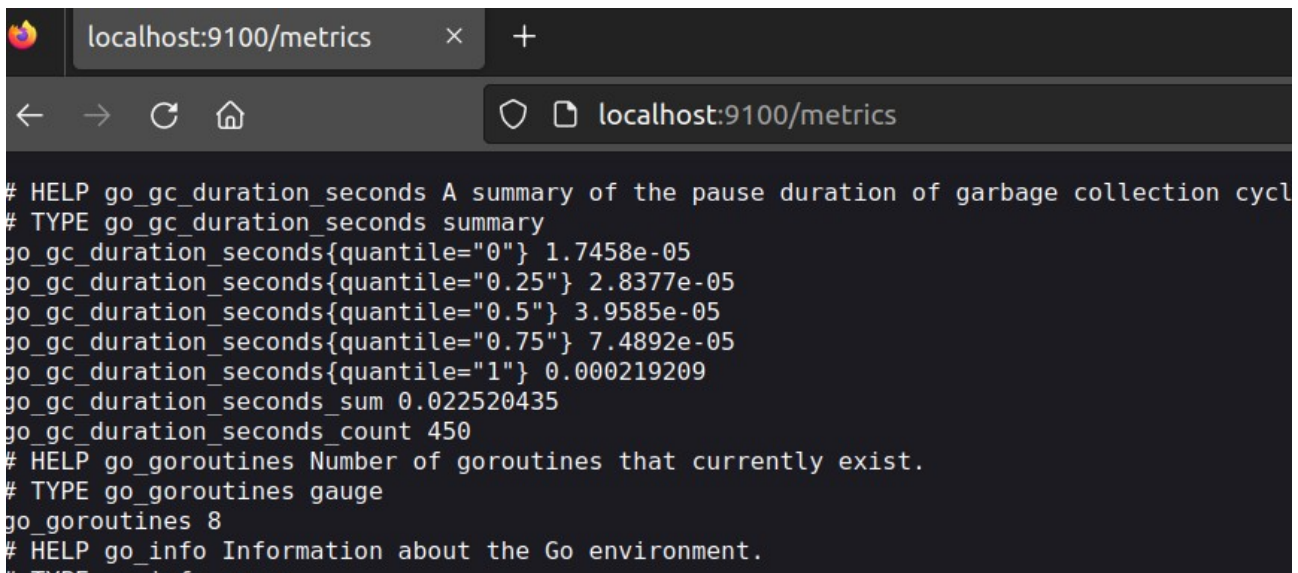 localhost:9100/metrics
localhost:9100/metrics
# HELP go_gc_duration_seconds A summary of the pause duration of garbage collection cycl
# TYPE go_gc_duration_seconds summary
go_gc_duration_seconds{quantile="0"} 1.7458e-05
go_gc_duration_seconds{quantile="0.25"} 2.8377e-05
go_gc_duration_seconds{quantile="0.5"} 3.9585e-05
go_gc_duration_seconds{quantile="0.75"} 7.4892e-05
go_gc_duration_seconds{quantile="1"} 0.000219209
go_gc_duration_seconds_sum 0.022520435
go_gc_duration_seconds_count 450
# HELP go_goroutines Number of goroutines that currently exist.
# TYPE go_goroutines gauge
go_goroutines 8
# HELP go_info Information about the Go environment.